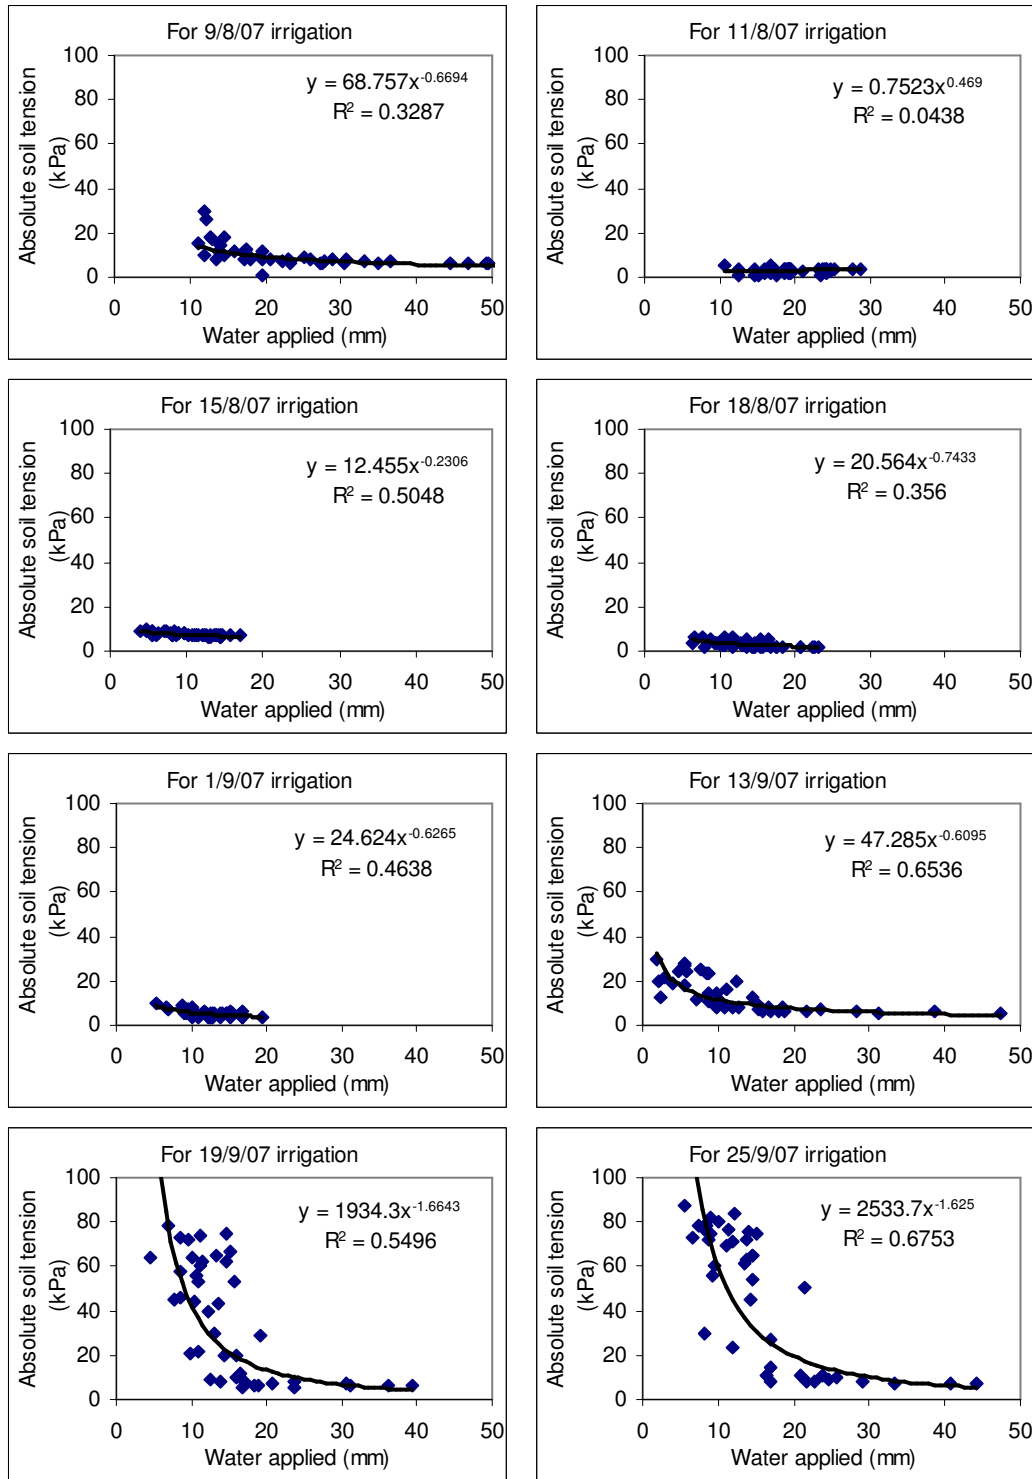 For 9/8/07 irrigation
y = 68.757x^-0.6694
R² = 0.3287
100
80
60
40
20
0
Absolute soil tension
(kPa)
0 10 20 30 40 50
Water applied (mm)
For 11/8/07 irrigation
y = 0.7523x^0.469
R² = 0.0438
100
80
60
40
20
0
Absolute soil tension
(kPa)
0 10 20 30 40 50
Water applied (mm)
For 15/8/07 irrigation
y = 12.455x^-0.2306
R² = 0.5048
100
80
60
40
20
0
Absolute soil tension
(kPa)
0 10 20 30 40 50
Water applied (mm)
For 18/8/07 irrigation
y = 20.564x^-0.7433
R² = 0.356
100
80
60
40
20
0
Absolute soil tension
(kPa)
0 10 20 30 40 50
Water applied (mm)
For 1/9/07 irrigation
y = 24.624x^-0.6265
R² = 0.4638
100
80
60
40
20
0
Absolute soil tension
(kPa)
0 10 20 30 40 50
Water applied (mm)
For 13/9/07 irrigation
y = 47.285x^-0.6095
R² = 0.6536
100
80
60
40
20
0
Absolute soil tension
(kPa)
0 10 20 30 40 50
Water applied (mm)
For 19/9/07 irrigation
y = 1934.3x^-1.6643
R² = 0.5496
100
80
60
40
20
0
Absolute soil tension
(kPa)
0 10 20 30 40 50
Water applied (mm)
For 25/9/07 irrigation
y = 2533.7x^-1.625
R² = 0.6753
100
80
60
40
20
0
Absolute soil tension
(kPa)
0 10 20 30 40 50
Water applied (mm)